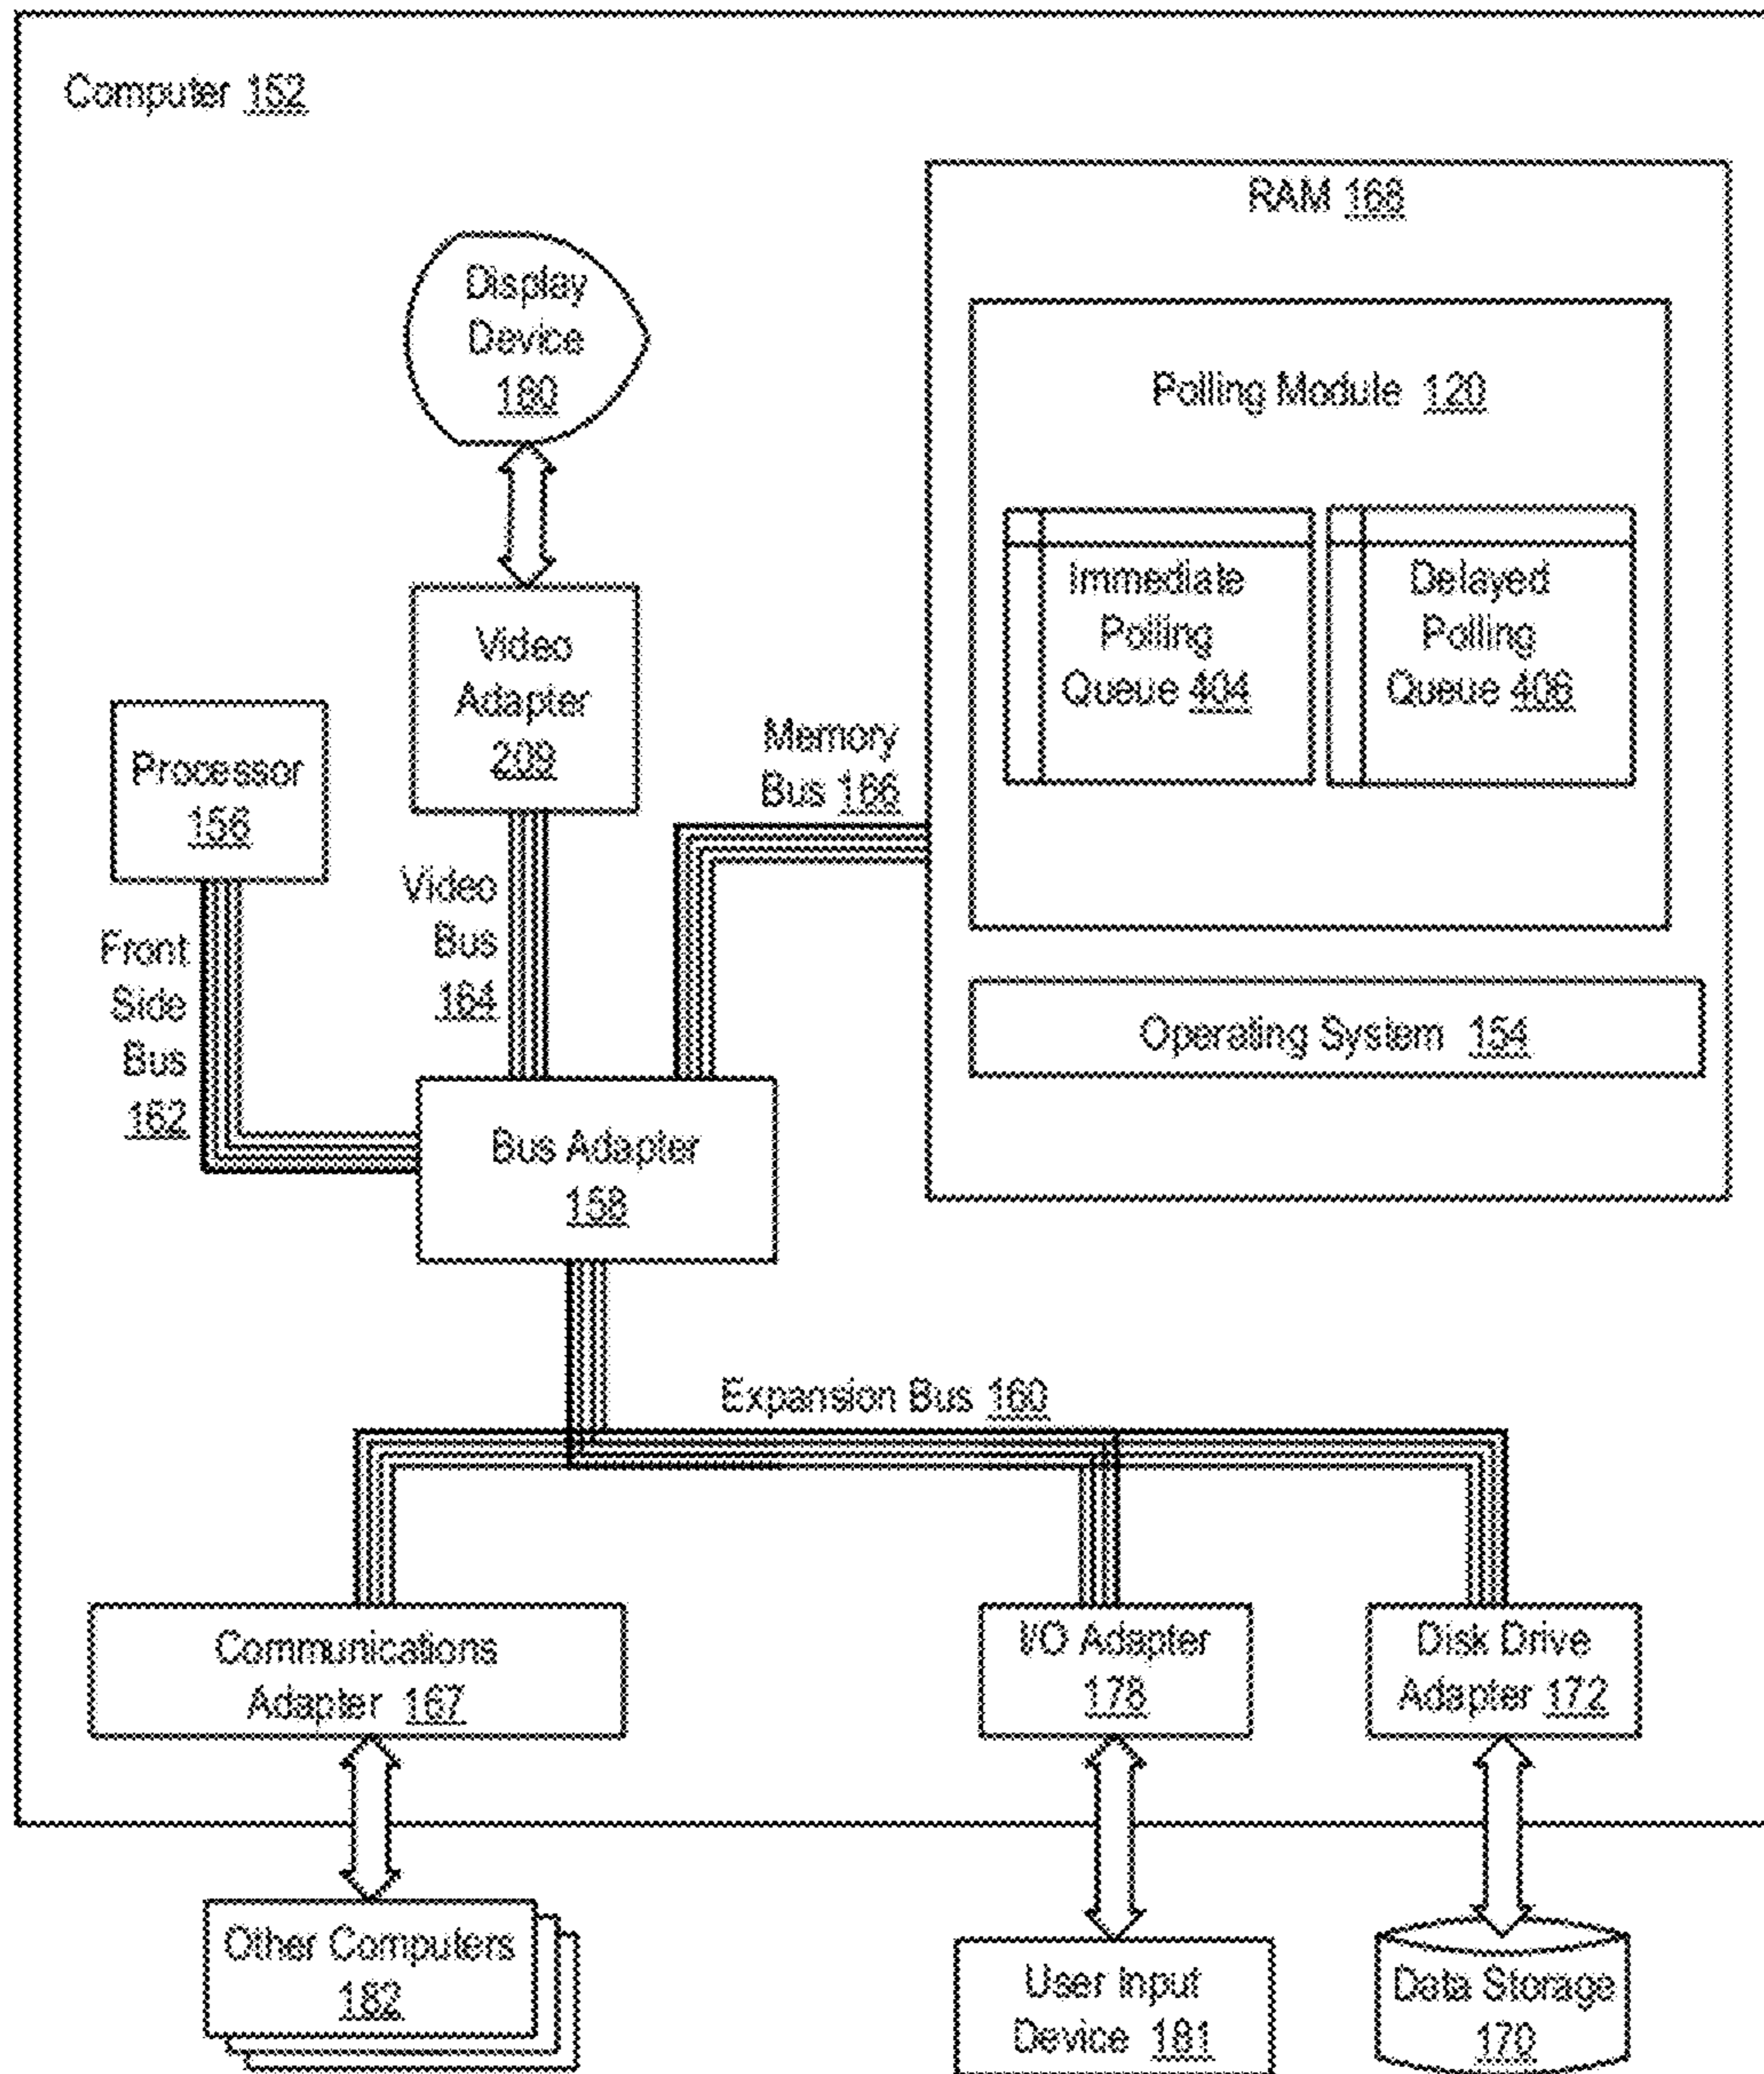 Computer 152
RAM 168
Display
Device
180
Polling Module 120
Immediate
Polling
Queue 404
Delayed
Polling
Queue 406
Video
Adapter
209
Processor
156
Memory
Bus 166
Video
Bus
164
Front
Side
Bus
162
Operating System 154
Bus Adapter
158
Expansion Bus 160
Communications
Adapter 167
I/O Adapter
178
Disk Drive
Adapter 172
Other Computers
182
User Input
Device 181
Data Storage
170